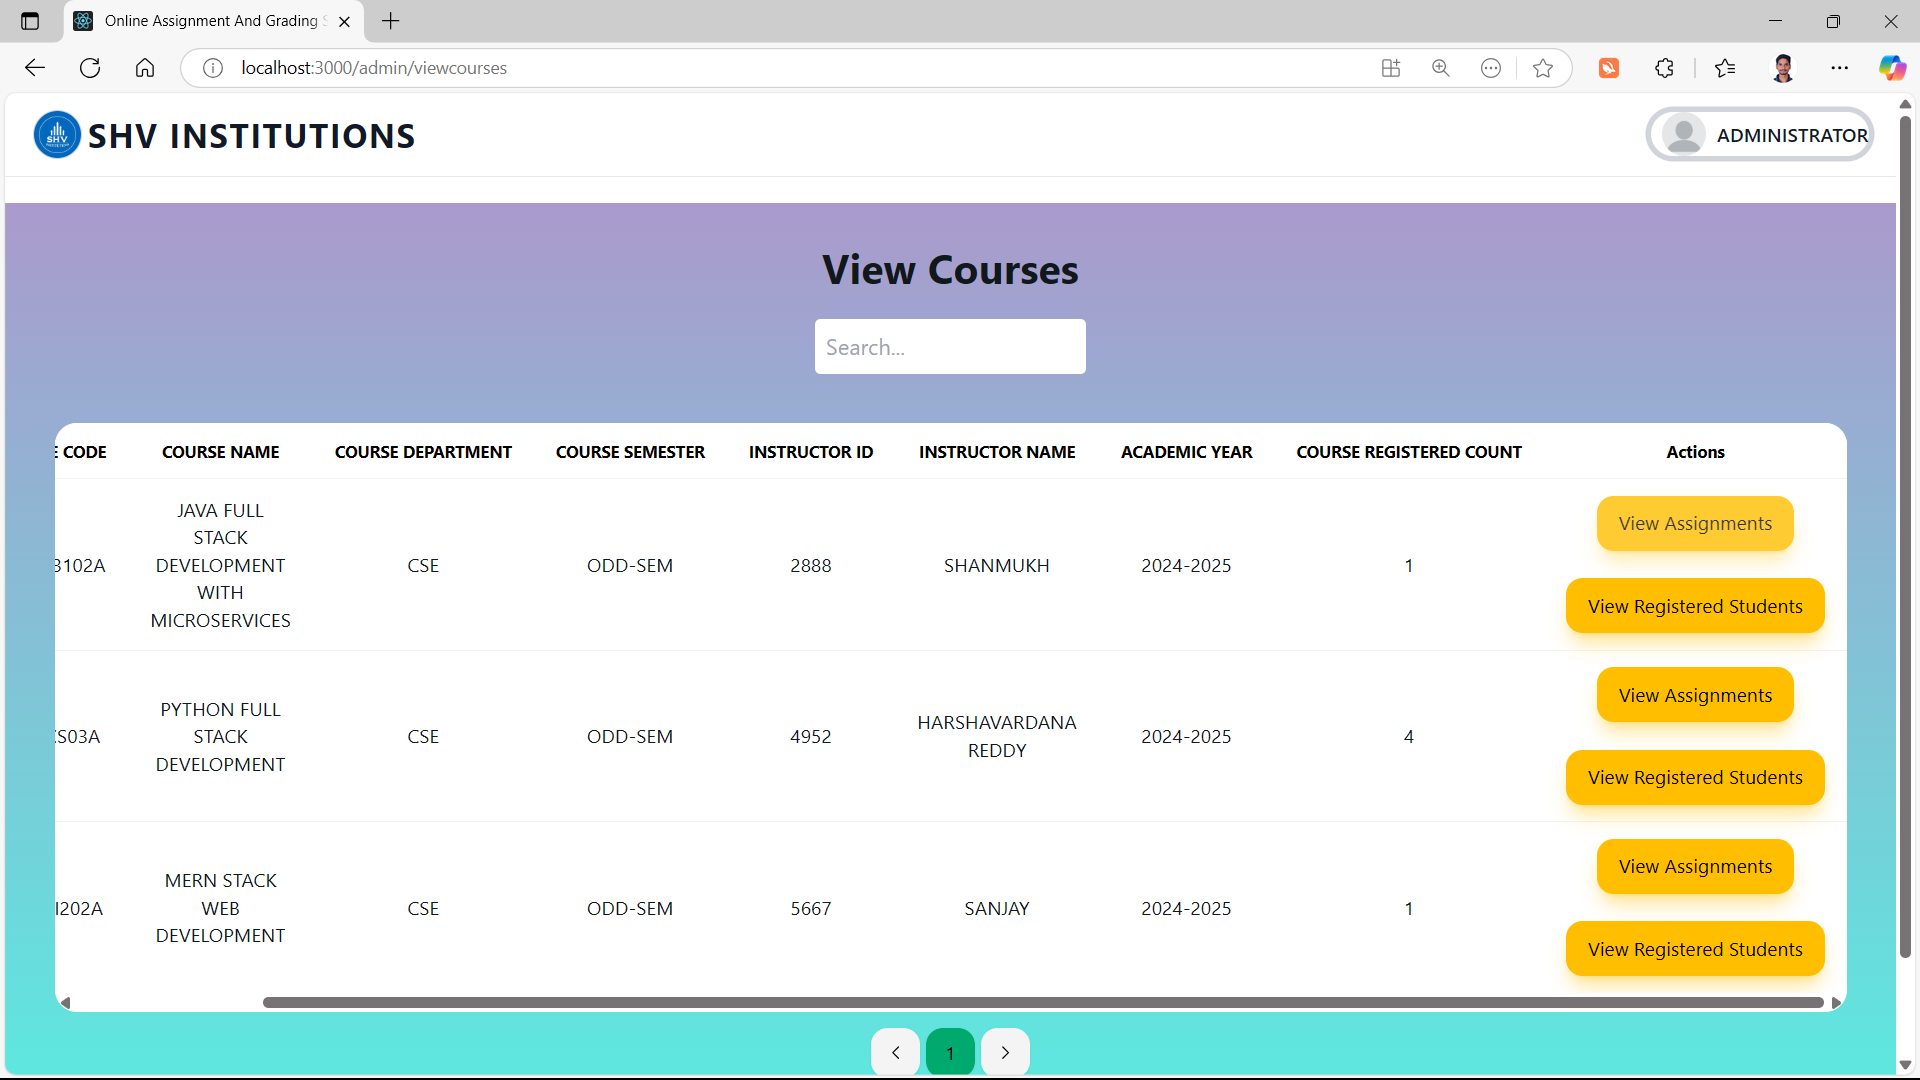 Online Assignment And Grading
localhost:3000/admin/viewcourses
SHV
SHV INSTITUTIONS
ADMINISTRATOR
View Courses
Search...
CODE COURSE NAME COURSE DEPARTMENT COURSE SEMESTER INSTRUCTOR ID INSTRUCTOR NAME ACADEMIC YEAR COURSE REGISTERED COUNT Actions
JAVA FULL
STACK
DEVELOPMENT
WITH
MICROSERVICES
3102A CSE ODD-SEM 2888 SHANMUKH 2024-2025 1
View Assignments
View Registered Students
PYTHON FULL
STACK
DEVELOPMENT
S03A CSE ODD-SEM 4952
HARSHAVARDANA
REDDY
2024-2025 4
View Assignments
View Registered Students
MERN STACK
WEB
DEVELOPMENT
I202A CSE ODD-SEM 5667 SANJAY 2024-2025 1
View Assignments
View Registered Students
1